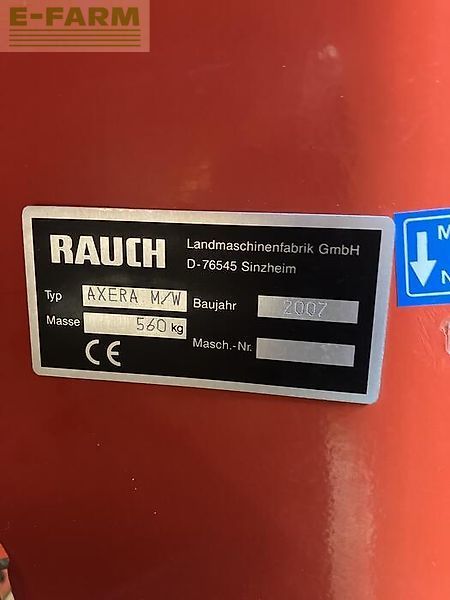 E-FARM
RAUCH
Landmaschinenfabrik GmbH
D-76545 Sinzheim
Typ AXERA M/W
Baujahr 2007
Masse 560 kg
Masch.-Nr.
CE
M
N